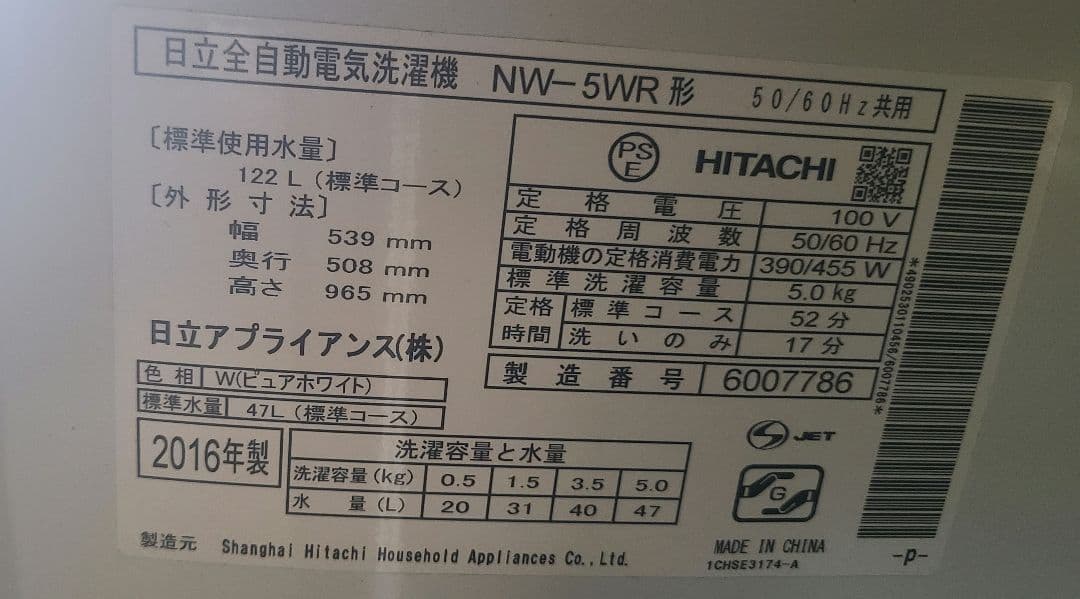 日立全自動電気洗濯機 NW-5WR形 50/60Hz共用
〔標準使用水量〕
122 L（標準コース）
〔外形寸法〕
幅 539 mm
奥行 508 mm
高さ 965 mm
日立アプライアンス(株)
色相 W(ピュアホワイト)
標準水量 47L（標準コース）
2016年製
PSE HITACHI
定格電圧 100 V
定格周波数 50/60 Hz
電動機の定格消費電力 390/455 W
標準洗濯容量 5.0 kg
定格時間 標準コース 52 分
洗いのみ 17 分
製造番号 6007786
*4902530110456/6007786*
洗濯容量と水量
洗濯容量(kg) 0.5 1.5 3.5 5.0
水量(L) 20 31 40 47
JET
G
製造元 Shanghai Hitachi Household Appliances Co.,Ltd.
MADE IN CHINA
1CHSE3174-A
-p-